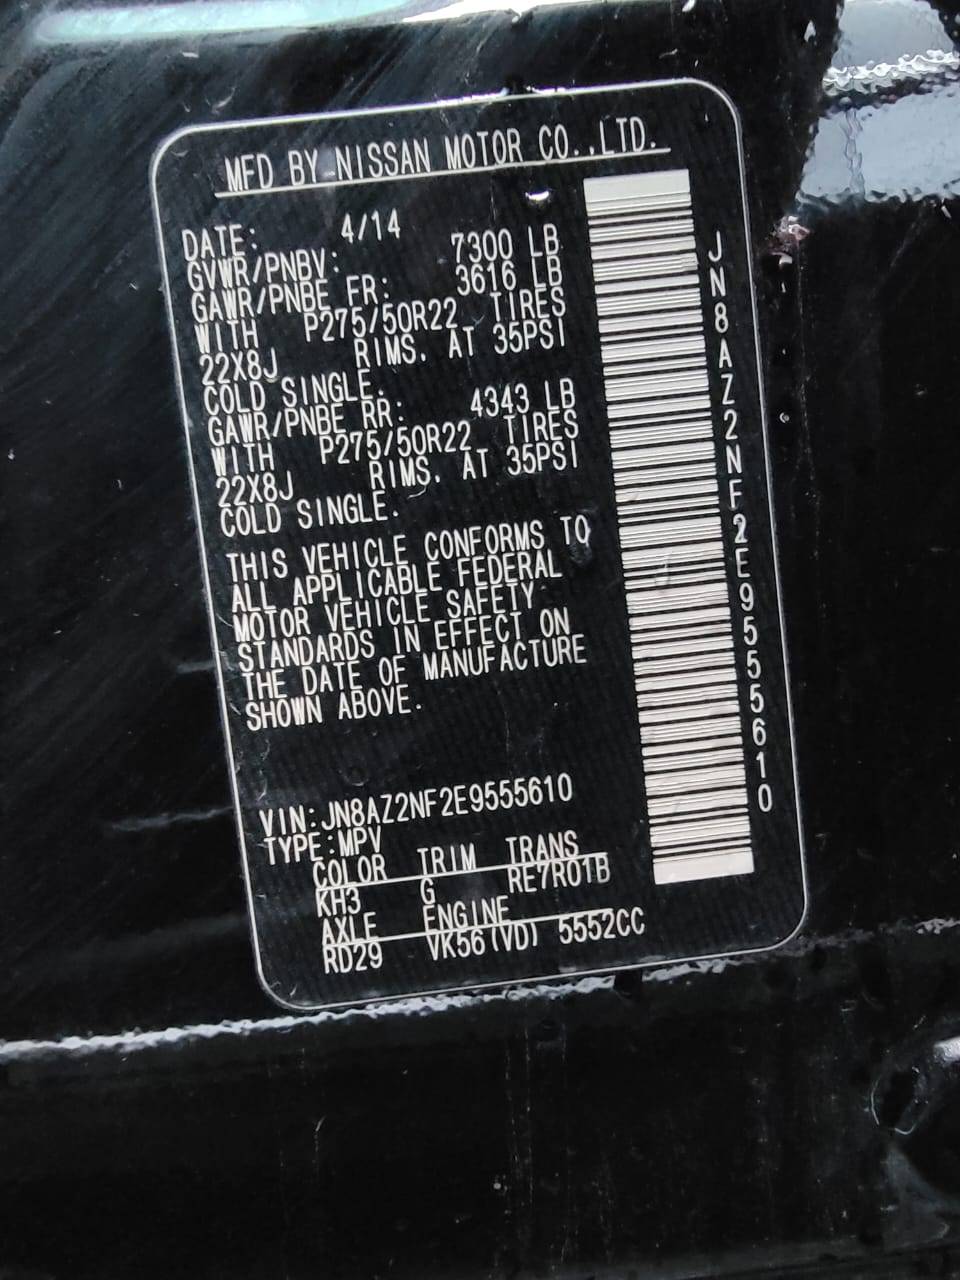 MFD BY NISSAN MOTOR CO.,LTD.
DATE: 4/14
GVWR/PNBV: 7300 LB
GAWR/PNBE FR: 3616 LB
WITH P275/50R22 TIRES
22X8J RIMS. AT 35PSI
COLD SINGLE.
GAWR/PNBE RR: 4343 LB
WITH P275/50R22 TIRES
22X8J RIMS. AT 35PSI
COLD SINGLE.
THIS VEHICLE CONFORMS TO
ALL APPLICABLE FEDERAL
MOTOR VEHICLE SAFETY
STANDARDS IN EFFECT ON
THE DATE OF MANUFACTURE
SHOWN ABOVE.
VIN:JN8AZ2NF2E9555610
TYPE:MPV
COLOR TRIM TRANS
KH3 G RE7R01B
AXLE ENGINE
RD29 VK56(VD) 5552CC
JN8AZ2NF2E9555610